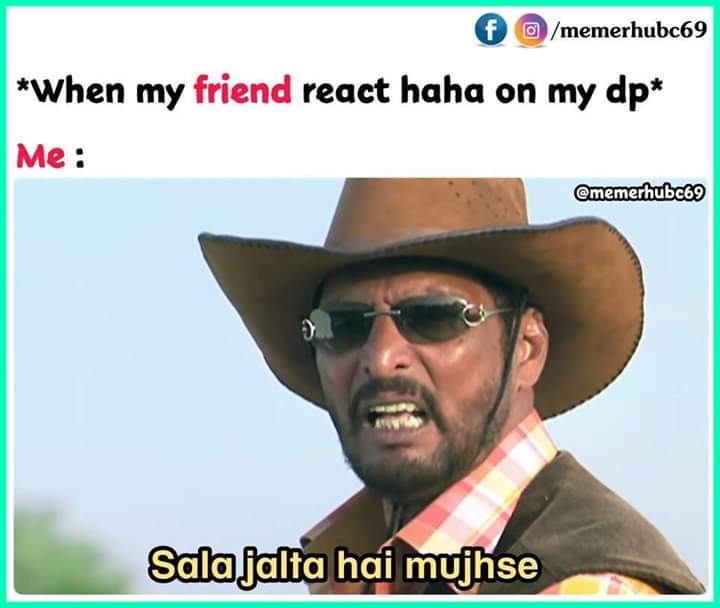 /memerhubc69
*When my friend react haha on my dp*
Me :
@memerhubc69
Sala jalta hai mujhse